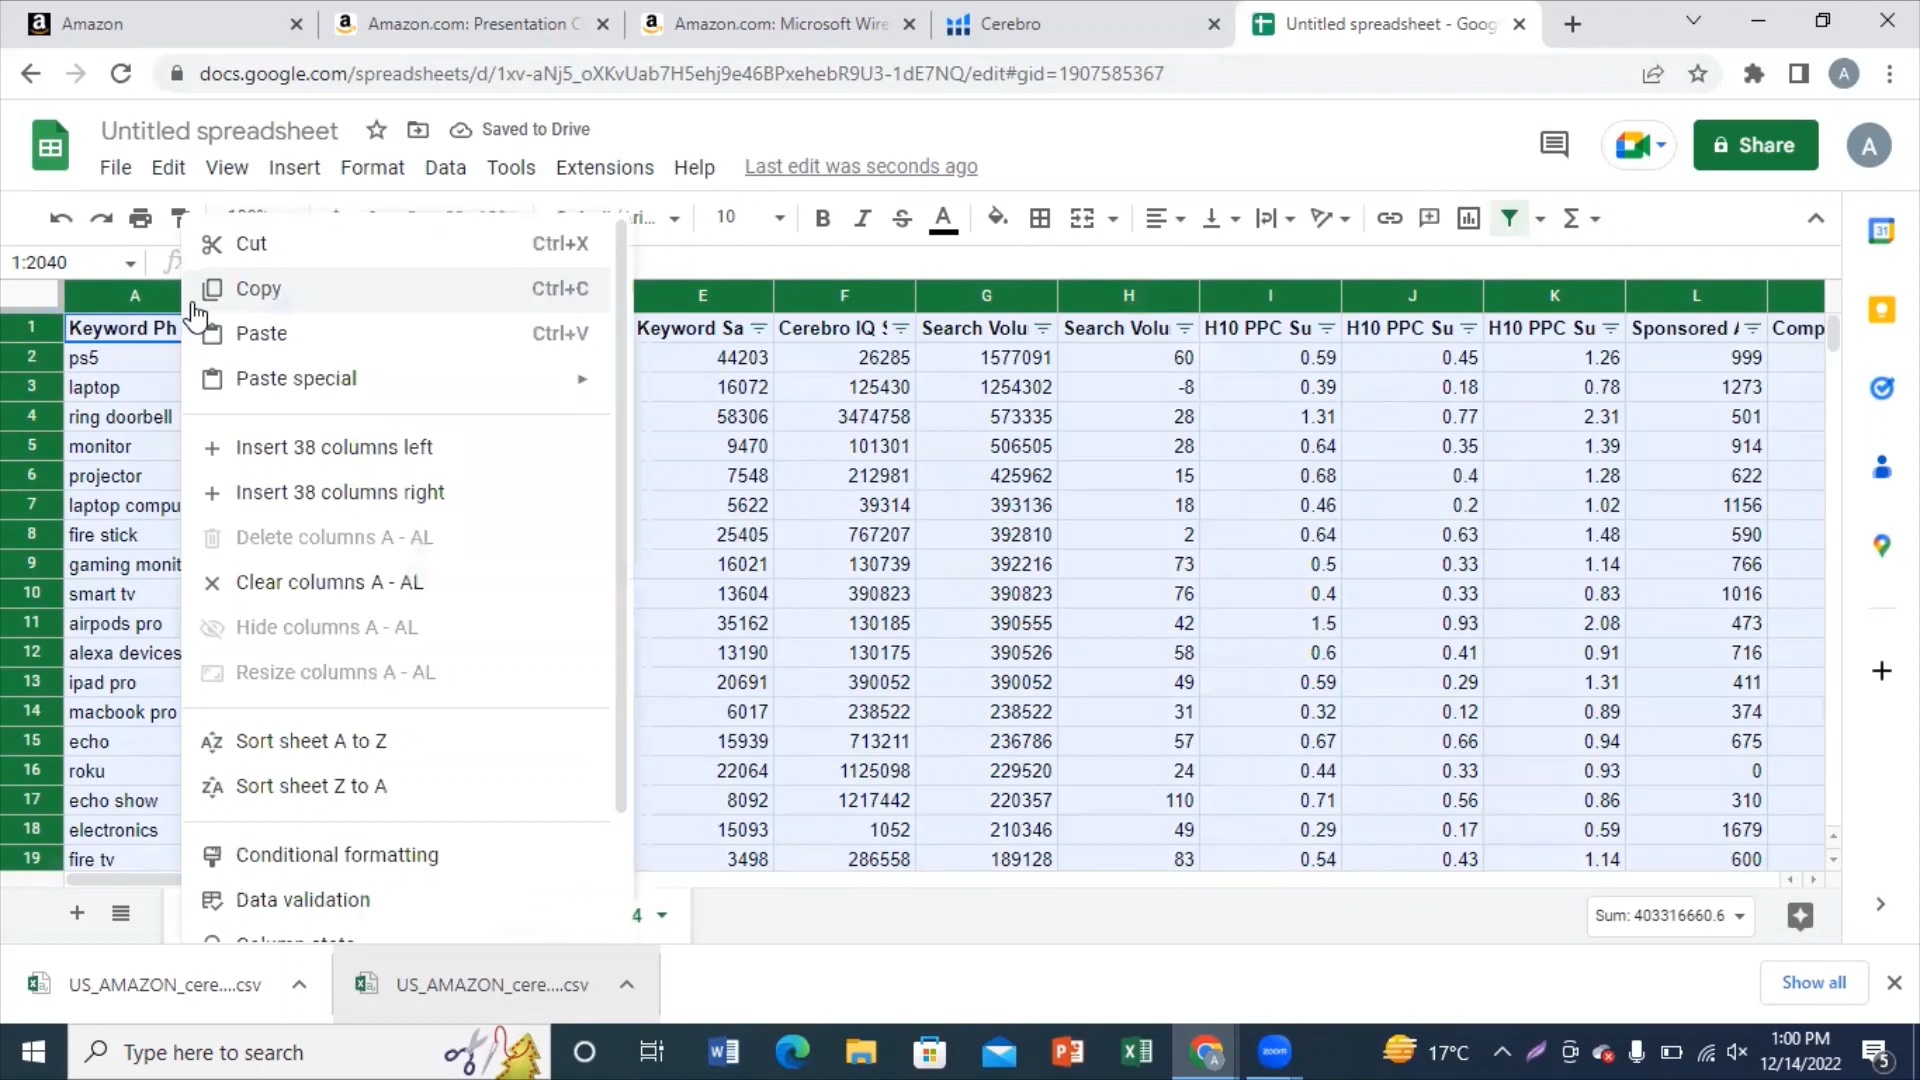 Amazon
Amazon.com: Presentation C
Amazon.com: Microsoft Wire
Cerebro
Untitled spreadsheet - Goog
docs.google.com/spreadsheets/d/1xv-aNj5_oXKvUab7H5ehj9e46BPxehebR9U3-1dE7NQ/edit#gid=1907585367
A
Untitled spreadsheet
Saved to Drive
Share
A
File Edit View Insert Format Data Tools Extensions Help Last edit was seconds ago
10
1:2040
Cut Ctrl+X
Copy Ctrl+C
Paste Ctrl+V
Paste special
Insert 38 columns left
Insert 38 columns right
Delete columns A - AL
Clear columns A - AL
Hide columns A - AL
Resize columns A - AL
Sort sheet A to Z
Sort sheet Z to A
Conditional formatting
Data validation
A E F G H I J K L
1 Keyword Ph Keyword Sa Cerebro IQ S Search Volu Search Volu H10 PPC Su H10 PPC Su H10 PPC Su Sponsored A Comp
2 ps5 44203 26285 1577091 60 0.59 0.45 1.26 999
3 laptop 16072 125430 1254302 -8 0.39 0.18 0.78 1273
4 ring doorbell 58306 3474758 573335 28 1.31 0.77 2.31 501
5 monitor 9470 101301 506505 28 0.64 0.35 1.39 914
6 projector 7548 212981 425962 15 0.68 0.4 1.28 622
7 laptop compu 5622 39314 393136 18 0.46 0.2 1.02 1156
8 fire stick 25405 767207 392810 2 0.64 0.63 1.48 590
9 gaming monit 16021 130739 392216 73 0.5 0.33 1.14 766
10 smart tv 13604 390823 390823 76 0.4 0.33 0.83 1016
11 airpods pro 35162 130185 390555 42 1.5 0.93 2.08 473
12 alexa devices 13190 130175 390526 58 0.6 0.41 0.91 716
13 ipad pro 20691 390052 390052 49 0.59 0.29 1.31 411
14 macbook pro 6017 238522 238522 31 0.32 0.12 0.89 374
15 echo 15939 713211 236786 57 0.67 0.66 0.94 675
16 roku 22064 1125098 229520 24 0.44 0.33 0.93 0
17 echo show 8092 1217442 220357 110 0.71 0.56 0.86 310
18 electronics 15093 1052 210346 49 0.29 0.17 0.59 1679
19 fire tv 3498 286558 189128 83 0.54 0.43 1.14 600
4
Sum: 403316660.6
US_AMAZON_cere....csv
US_AMAZON_cere....csv
Show all
Type here to search
zoom
17°C
1:00 PM
12/14/2022
5
31